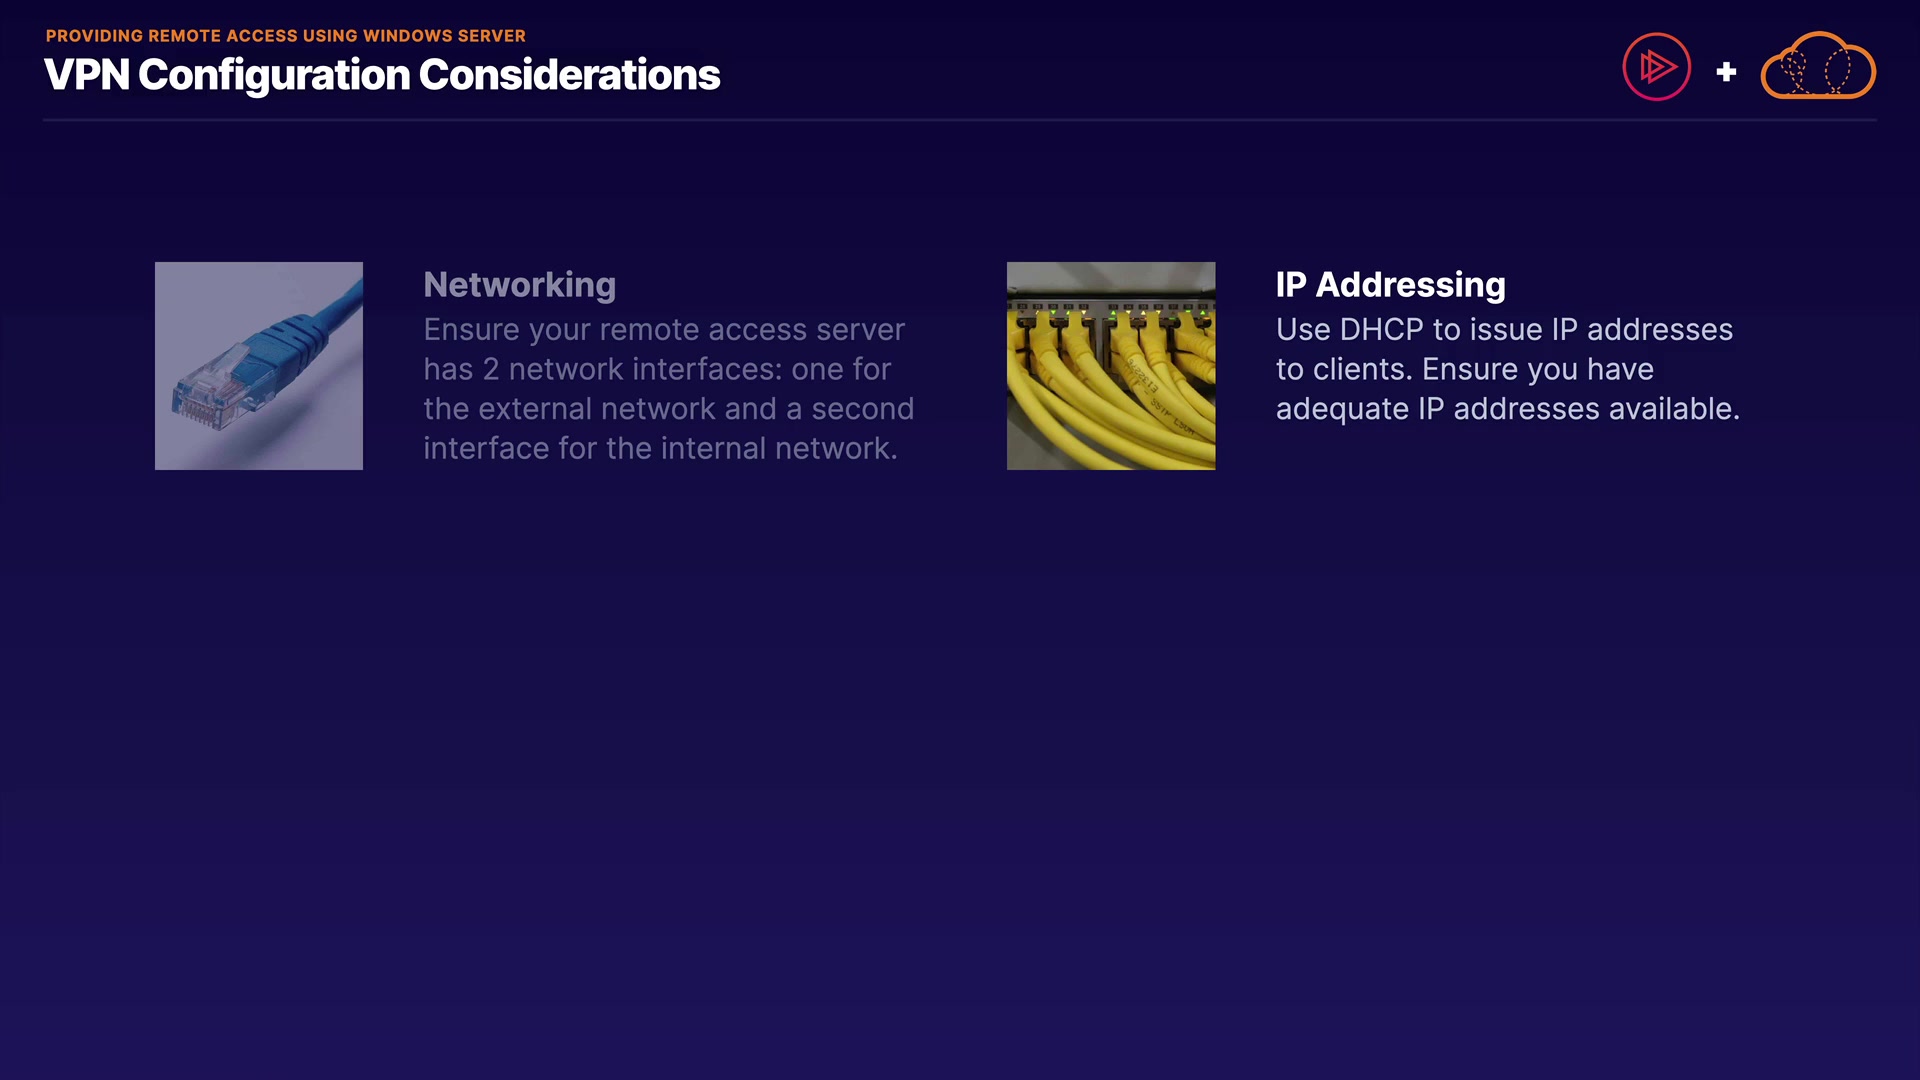 PROVIDING REMOTE ACCESS USING WINDOWS SERVER
VPN Configuration Considerations
Networking
Ensure your remote access server
has 2 network interfaces: one for
the external network and a second
interface for the internal network.
IP Addressing
Use DHCP to issue IP addresses
to clients. Ensure you have
adequate IP addresses available.